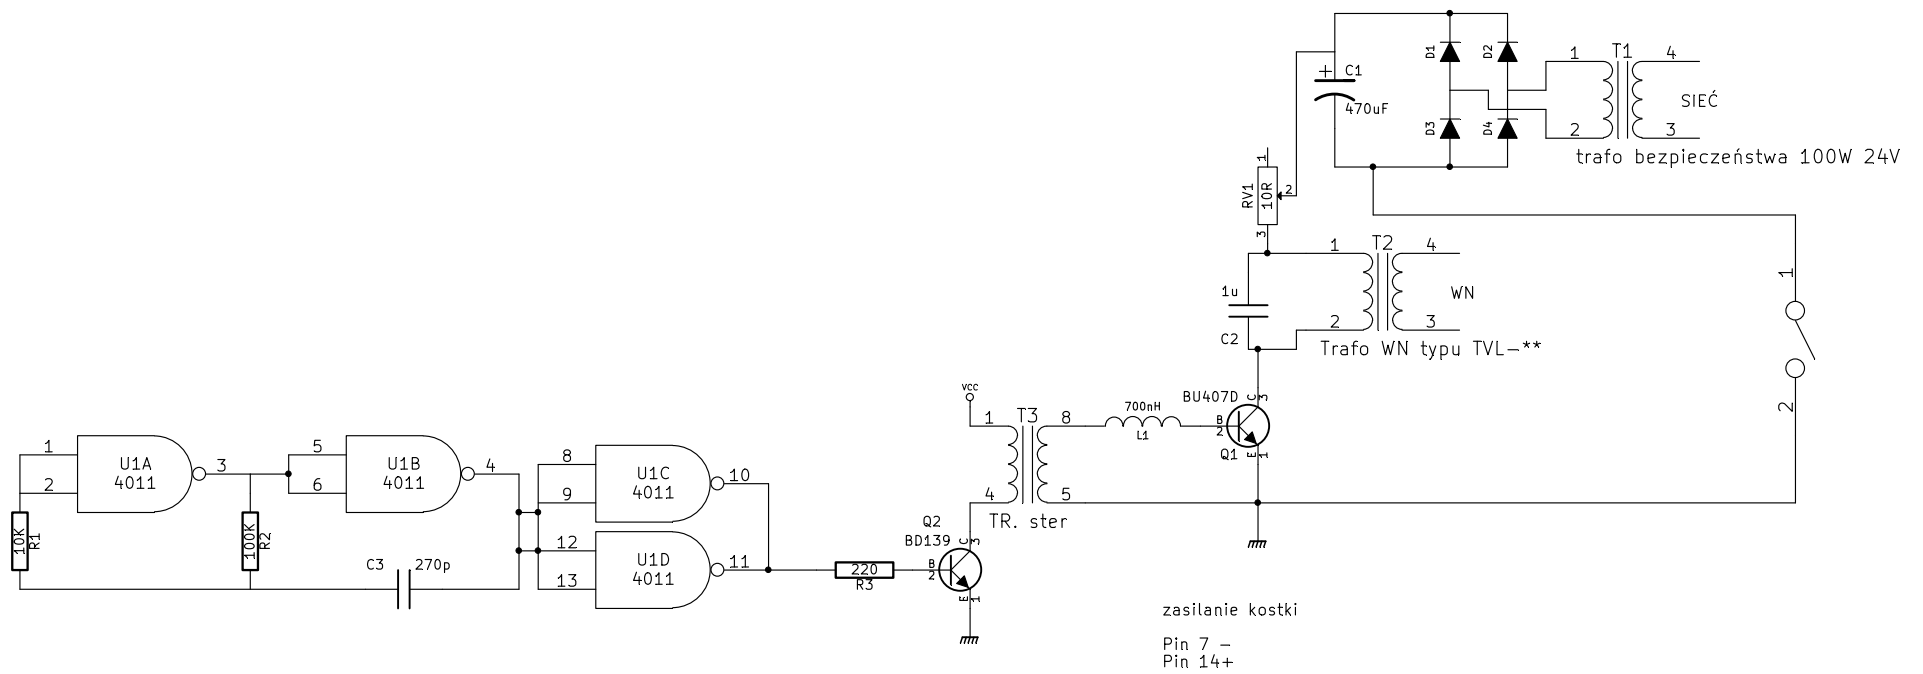 D1
D2
1
T1
4
+
C1
470uF
SIEĆ
D3
D4
2
3
trafo bezpieczeństwa 100W 24V
1
RV1
10R
2
3
1
T2
4
1u
WN
1
C2
2
3
Trafo WN typu TVL-**
VCC
BU407D
C
3
700nH
L1
1
T3
8
B
2
Q1
E
1
2
1
2
U1A
4011
3
5
6
U1B
4011
4
8
9
U1C
4011
10
4
5
TR. ster
10K
R1
100K
R2
C3
270p
12
13
U1D
4011
11
220
R3
Q2
BD139
C
3
B
2
E
1
zasilanie kostki
Pin 7 -
Pin 14+